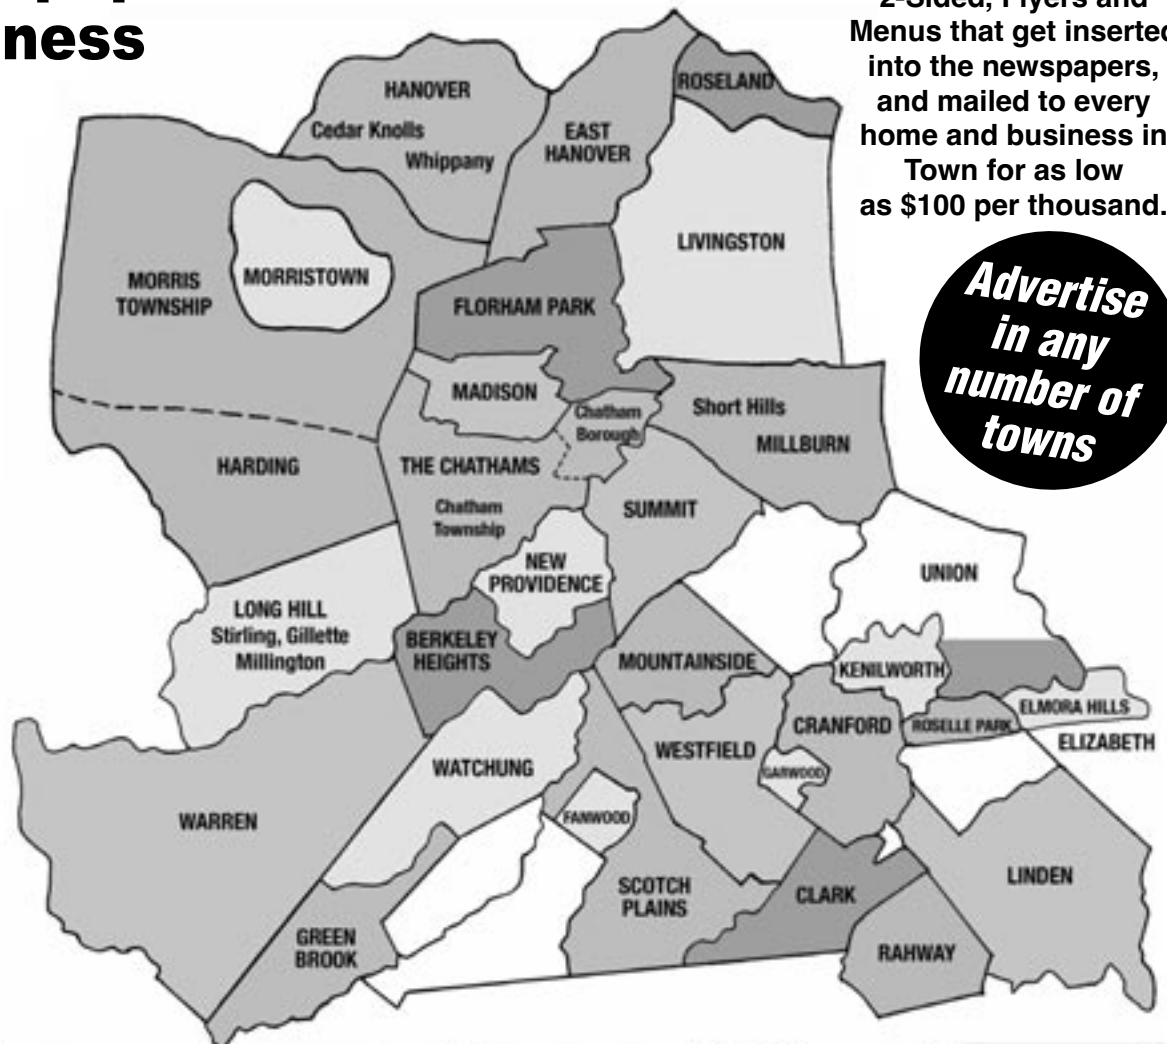 ness
2-Sided, Flyers and
Menus that get inserted
into the newspapers,
and mailed to every
home and business in
Town for as low
as $100 per thousand.
Advertise
in any
number of
towns
HANOVER
Cedar Knolls
Whippany
EAST
HANOVER
ROSELAND
LIVINGSTON
MORRIS
TOWNSHIP
MORRISTOWN
FLORHAM PARK
MADISON
Chatham
Borough
Short Hills
MILLBURN
HARDING
THE CHATHAMS
Chatham
Township
SUMMIT
NEW
PROVIDENCE
UNION
LONG HILL
Stirling, Gillette
Millington
BERKELEY
HEIGHTS
MOUNTAINSIDE
KENILWORTH
ELMORA HILLS
ROSELLE PARK
CRANFORD
ELIZABETH
WESTFIELD
GARWOOD
WATCHUNG
FANWOOD
WARREN
SCOTCH
PLAINS
CLARK
LINDEN
GREEN
BROOK
RAHWAY